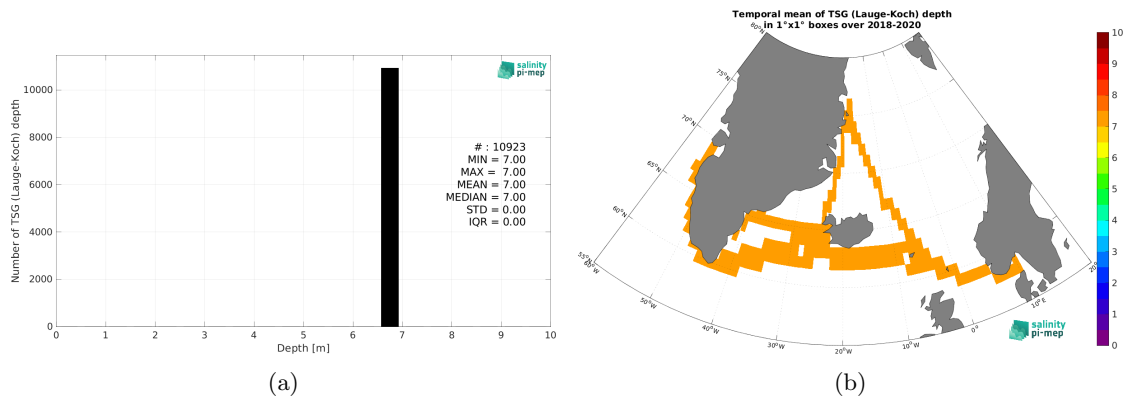 salinity
pi-mep
Number of TSG (Lauge-Koch) depth
10000
8000
6000
4000
2000
0
# : 10923
MIN = 7.00
MAX = 7.00
MEAN = 7.00
MEDIAN = 7.00
STD = 0.00
IQR = 0.00
0 1 2 3 4 5 6 7 8 9 10
Depth [m]
(a)
Temporal mean of TSG (Lauge-Koch) depth
in 1°x1° boxes over 2018-2020
80°N
75°N
70°N
65°N
60°N
55°N
60°W
50°W
40°W
30°W
20°W
10°W
0°
10°E
10
9
8
7
6
5
4
3
2
1
0
salinity
pi-mep
(b)